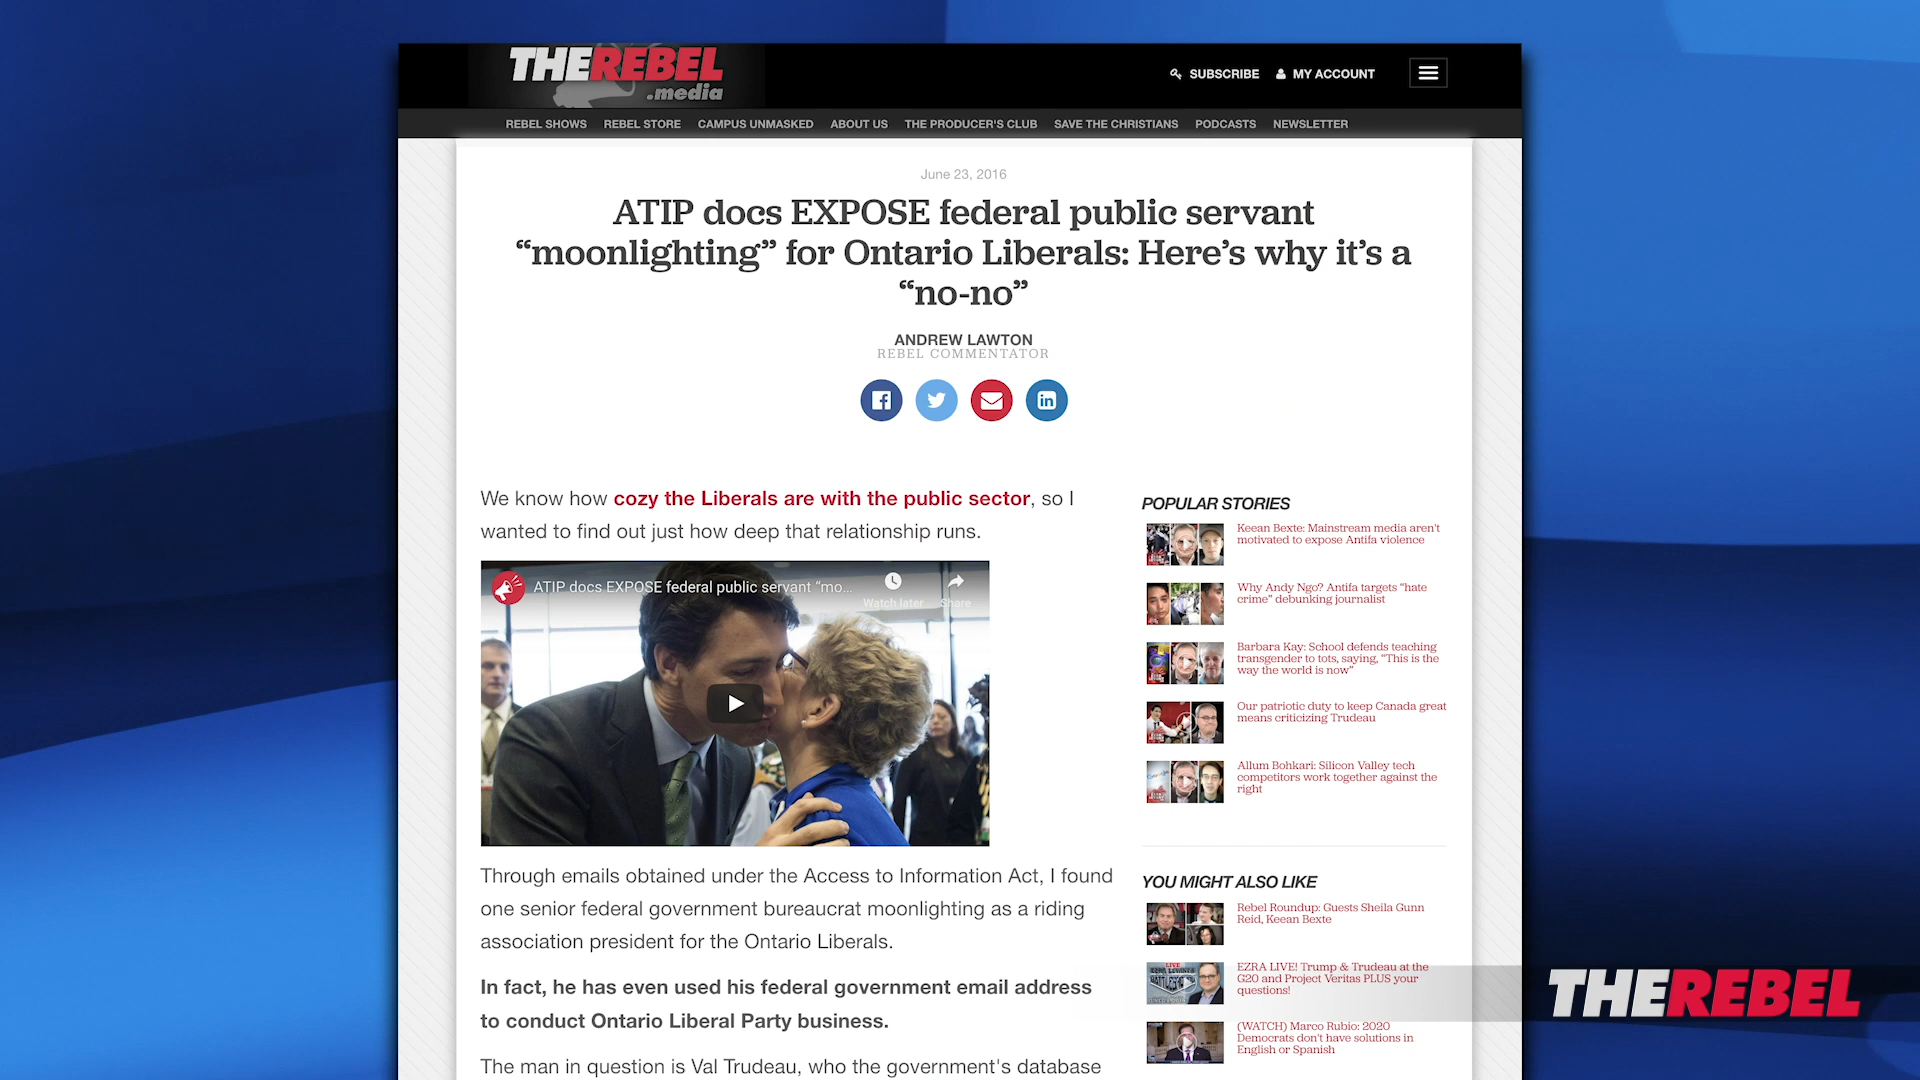 THEREBEL
.media
SUBSCRIBE MY ACCOUNT
REBEL SHOWS REBEL STORE CAMPUS UNMASKED ABOUT US THE PRODUCER'S CLUB SAVE THE CHRISTIANS PODCASTS NEWSLETTER
June 23, 2016
ATIP docs EXPOSE federal public servant
“moonlighting” for Ontario Liberals: Here’s why it’s a
“no-no”
ANDREW LAWTON
REBEL COMMENTATOR
We know how cozy the Liberals are with the public sector, so I
wanted to find out just how deep that relationship runs.
ATIP docs EXPOSE federal public servant “mo...
Watch later Share
Through emails obtained under the Access to Information Act, I found
one senior federal government bureaucrat moonlighting as a riding
association president for the Ontario Liberals.
In fact, he has even used his federal government email address
to conduct Ontario Liberal Party business.
The man in question is Val Trudeau, who the government's database
POPULAR STORIES
Keean Bexte: Mainstream media aren't
motivated to expose Antifa violence
Why Andy Ngo? Antifa targets “hate
crime” debunking journalist
Barbara Kay: School defends teaching
transgender to tots, saying, “This is the
way the world is now”
Our patriotic duty to keep Canada great
means criticizing Trudeau
Allum Bohkari: Silicon Valley tech
competitors work together against the
right
YOU MIGHT ALSO LIKE
Rebel Roundup: Guests Sheila Gunn
Reid, Keean Bexte
EZRA LIVE! Trump & Trudeau at the
G20 and Project Veritas PLUS your
questions!
(WATCH) Marco Rubio: 2020
Democrats don't have solutions in
English or Spanish
THEREBEL